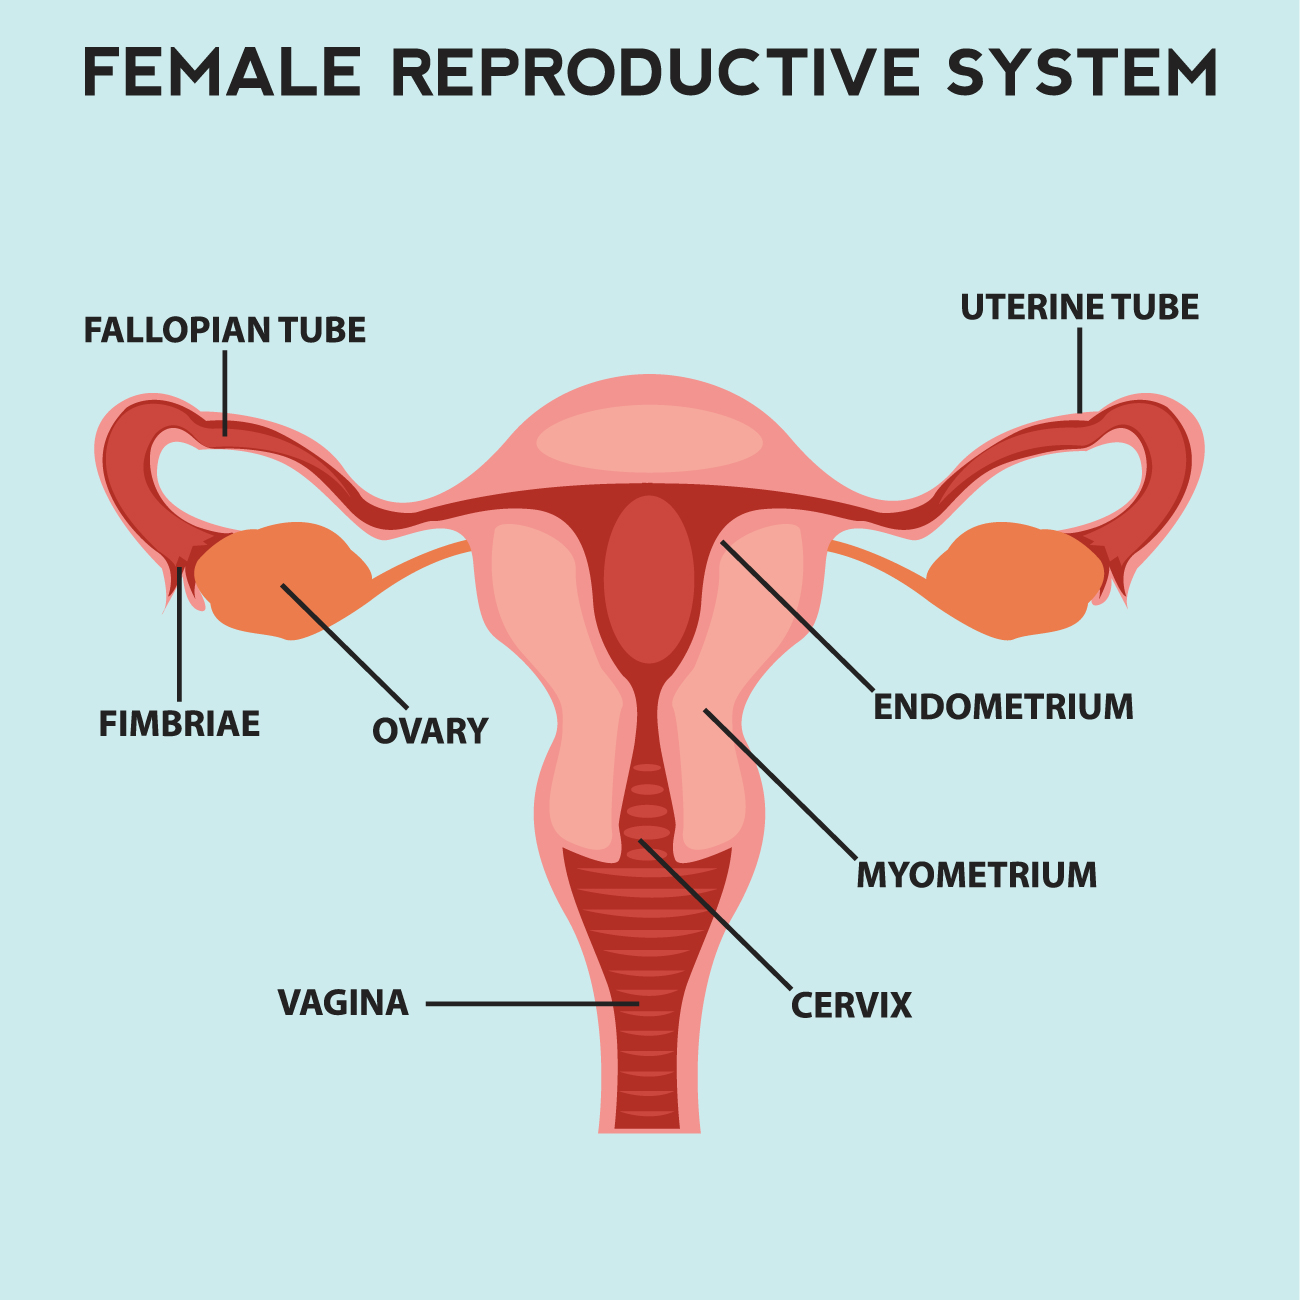 FEMALE REPRODUCTIVE SYSTEM
UTERINE TUBE
FALLOPIAN TUBE
ENDOMETRIUM
FIMBRIAE
OVARY
MYOMETRIUM
VAGINA
CERVIX